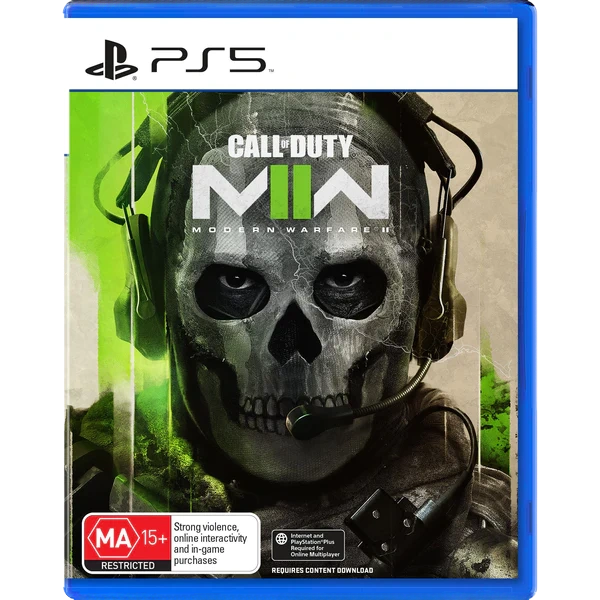 PS5
CALL OF DUTY
MIIW
MODERN WARFARE II
MA 15+
RESTRICTED
Strong violence,
online interactivity
and in-game
purchases
Internet and
PlayStation®Plus
Required for
Online Multiplayer
REQUIRES CONTENT DOWNLOAD